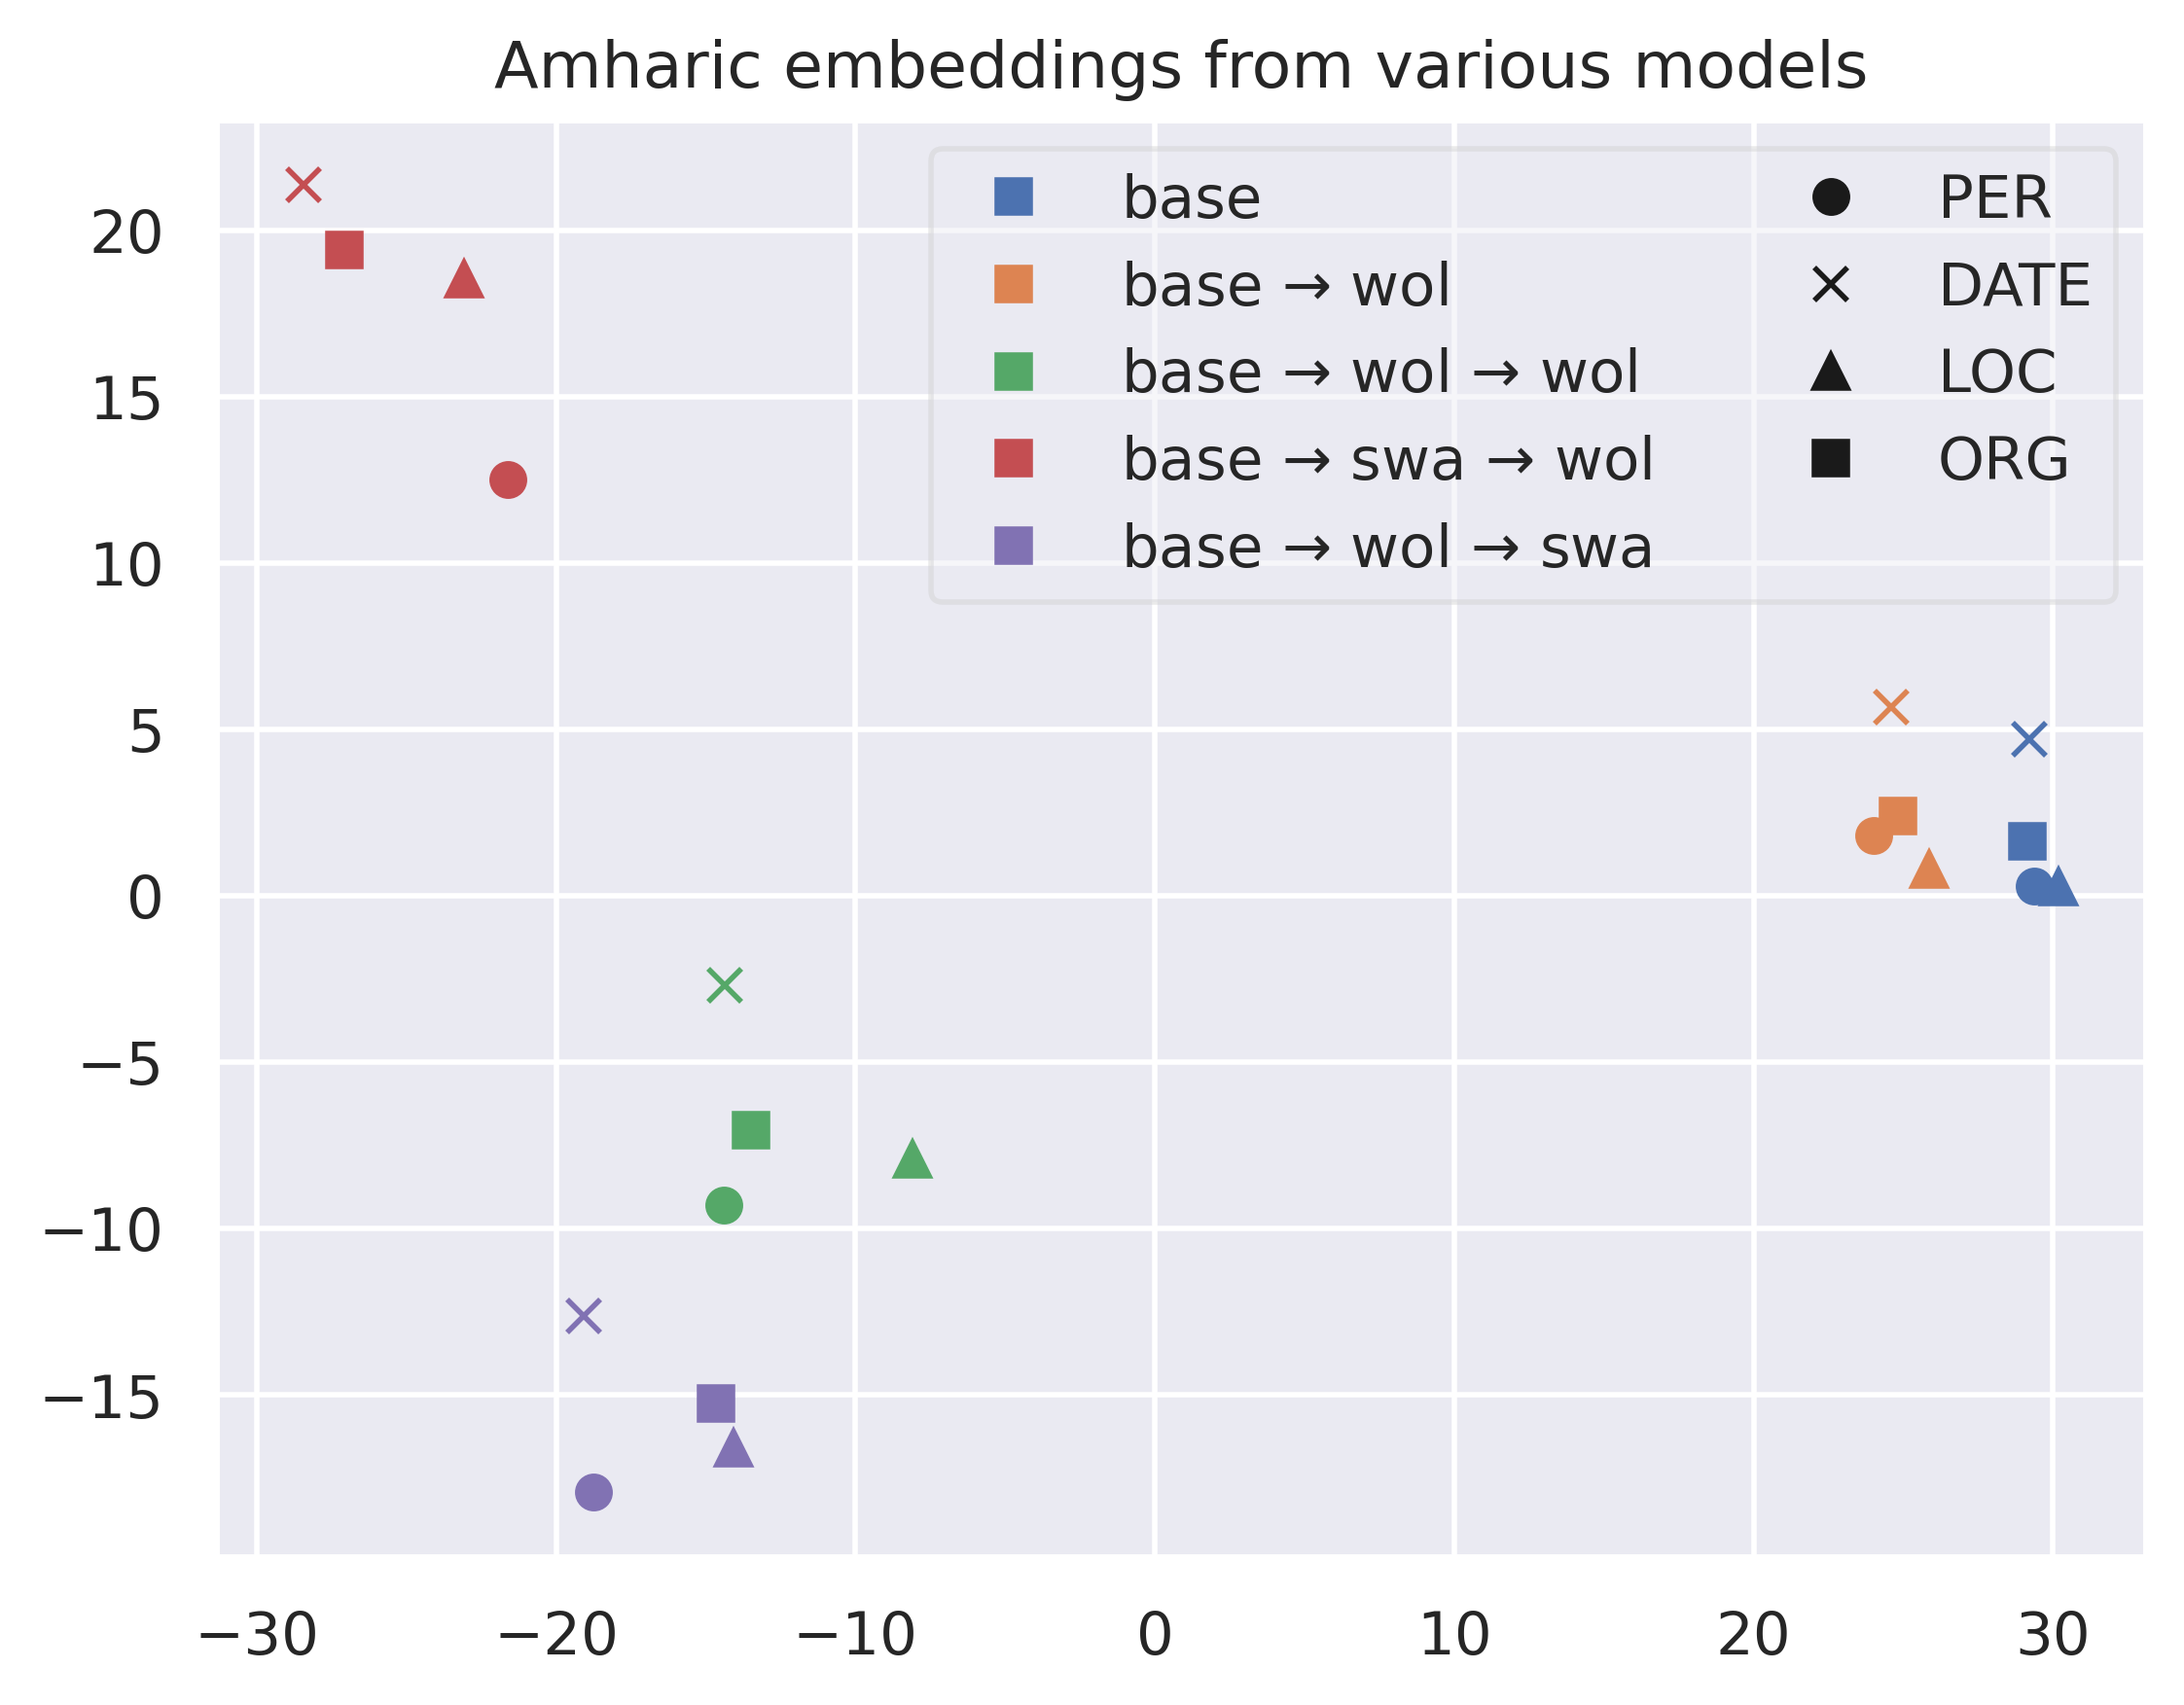 Amharic embeddings from various models
base
base → wol
base → wol → wol
base → swa → wol
base → wol → swa
PER
DATE
LOC
ORG
20
15
10
5
0
−5
−10
−15
−30
−20
−10
0
10
20
30